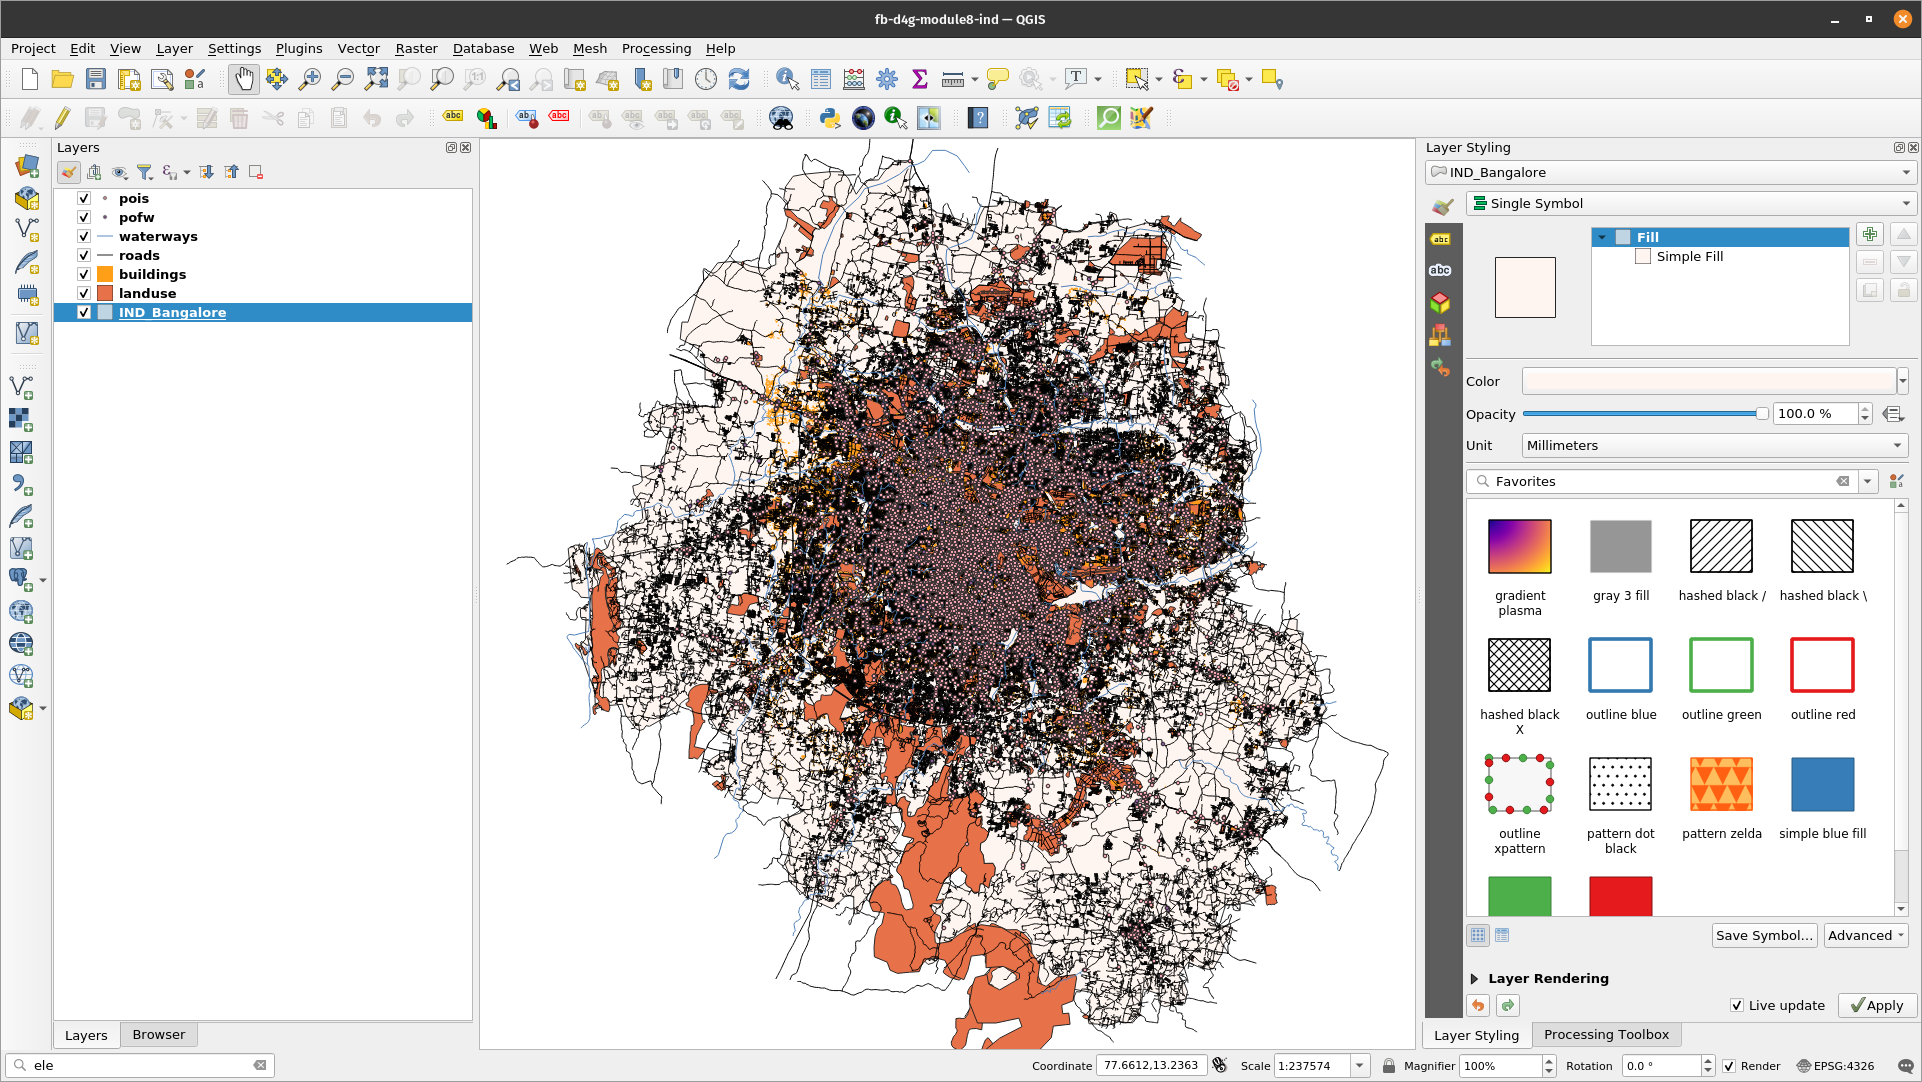 fb-d4g-module8-ind — QGIS
Project Edit View Layer Settings Plugins Vector Raster Database Web Mesh Processing Help
Layers
pois
pofw
waterways
roads
buildings
landuse
IND_Bangalore
Layers Browser
ele
Layer Styling
IND_Bangalore
Single Symbol
Fill
Simple Fill
Color
Opacity 100.0 %
Unit Millimeters
Favorites
gradient plasma
gray 3 fill
hashed black /
hashed black \
hashed black X
outline blue
outline green
outline red
outline xpattern
pattern dot black
pattern zelda
simple blue fill
Save Symbol... Advanced
Layer Rendering
Live update Apply
Layer Styling Processing Toolbox
Coordinate 77.6612,13.2363 Scale 1:237574 Magnifier 100% Rotation 0.0 ° Render EPSG:4326